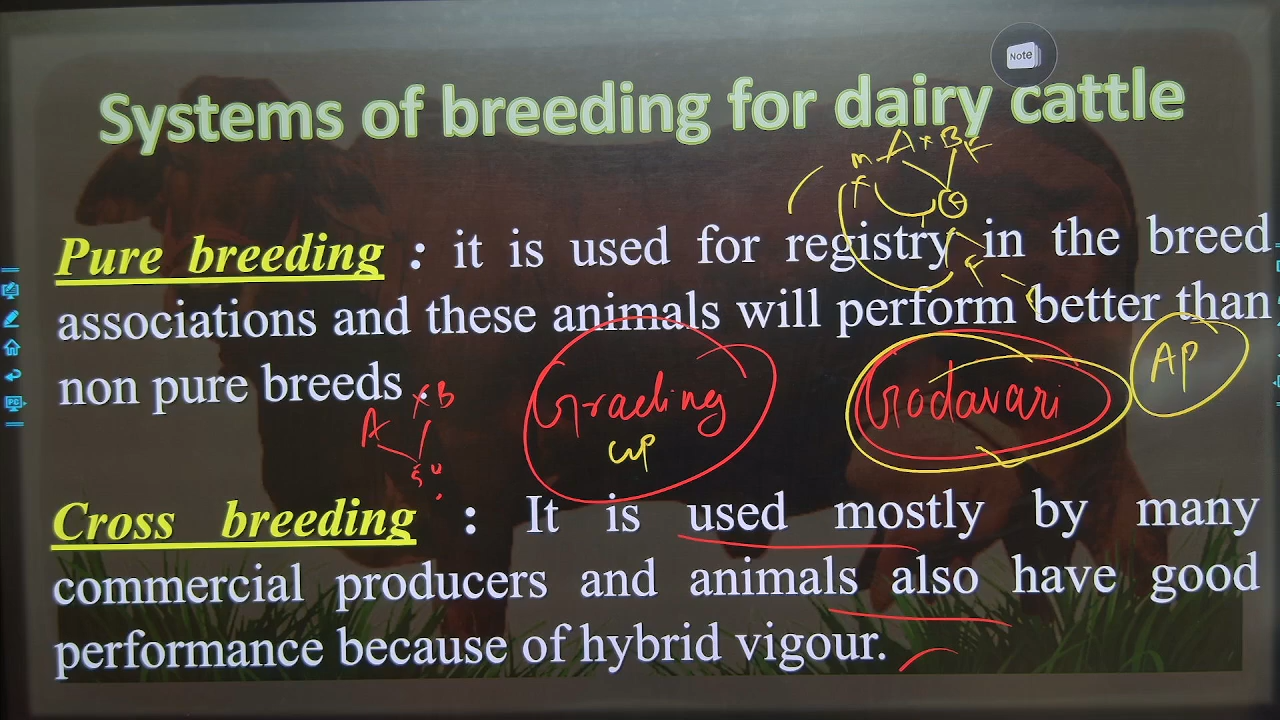 Note
Systems of breeding for dairy cattle
m A × B F
F
F
Pure breeding : it is used for registry in the breed
associations and these animals will perform better than
non pure breeds .
A × B
Grading
up
Godavari
AP
Cross breeding : It is used mostly by many
commercial producers and animals also have good
performance because of hybrid vigour.
PC